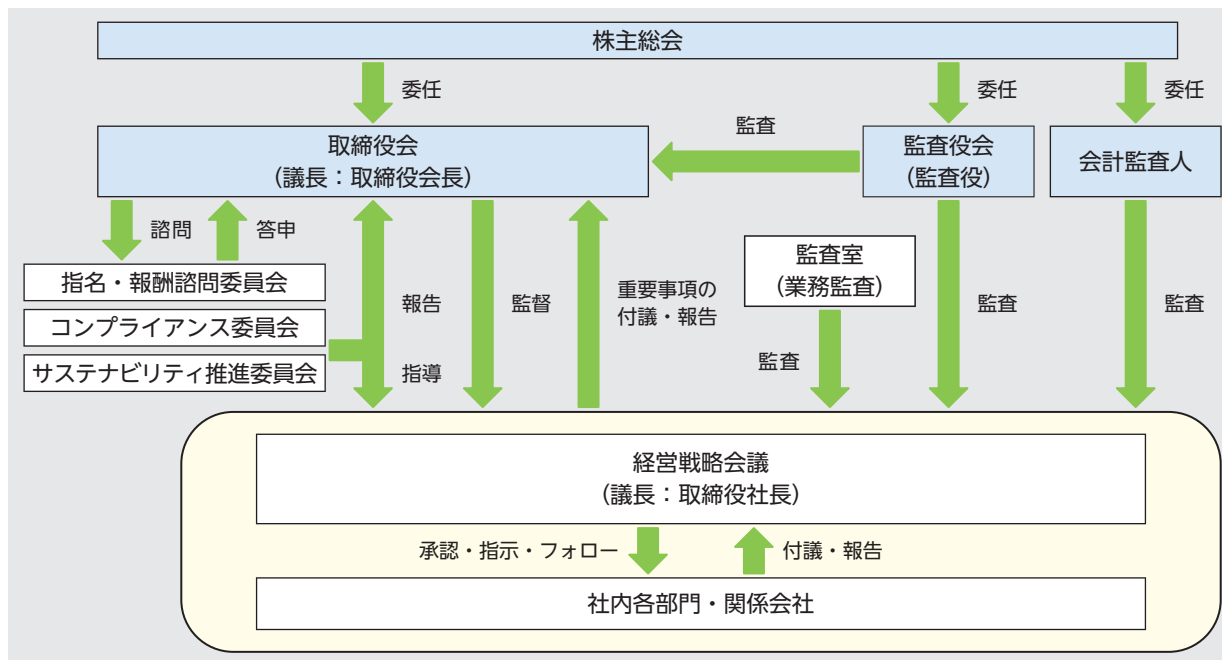 株主総会
委任
委任
委任
取締役会
（議長：取締役会長）
監査
監査役会
（監査役）
会計監査人
諮問
答申
指名・報酬諮問委員会
コンプライアンス委員会
サステナビリティ推進委員会
報告
指導
監督
重要事項の
付議・報告
監査室
（業務監査）
監査
監査
監査
経営戦略会議
（議長：取締役社長）
承認・指示・フォロー
付議・報告
社内各部門・関係会社